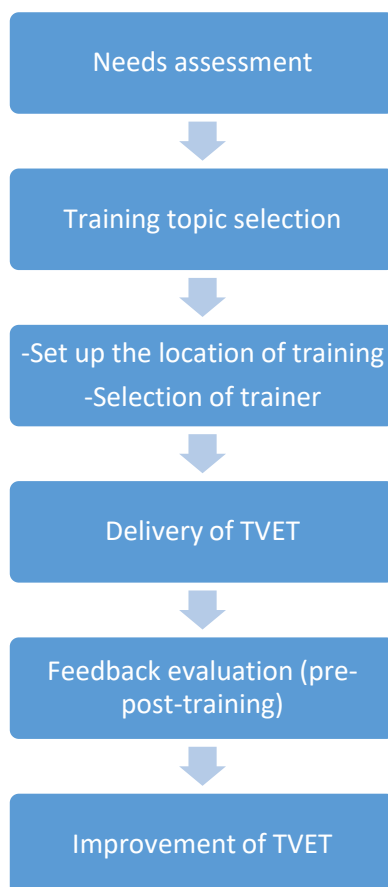 Needs assessment
Training topic selection
-Set up the location of training
-Selection of trainer
Delivery of TVET
Feedback evaluation (pre-
post-training)
Improvement of TVET